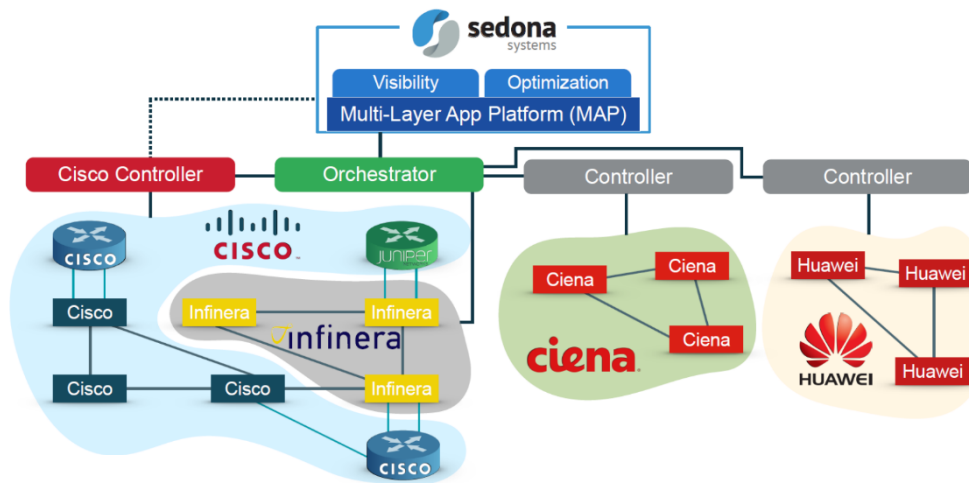 sedona
systems
Visibility
Optimization
Multi-Layer App Platform (MAP)
Cisco Controller
Orchestrator
Controller
Controller
CISCO
CISCO
JUNIPER
Cisco
Infinera
Infinera
infinera
Cisco
Cisco
Infinera
CISCO
Ciena
Ciena
Ciena
ciena
Huawei
Huawei
Huawei
HUAWEI